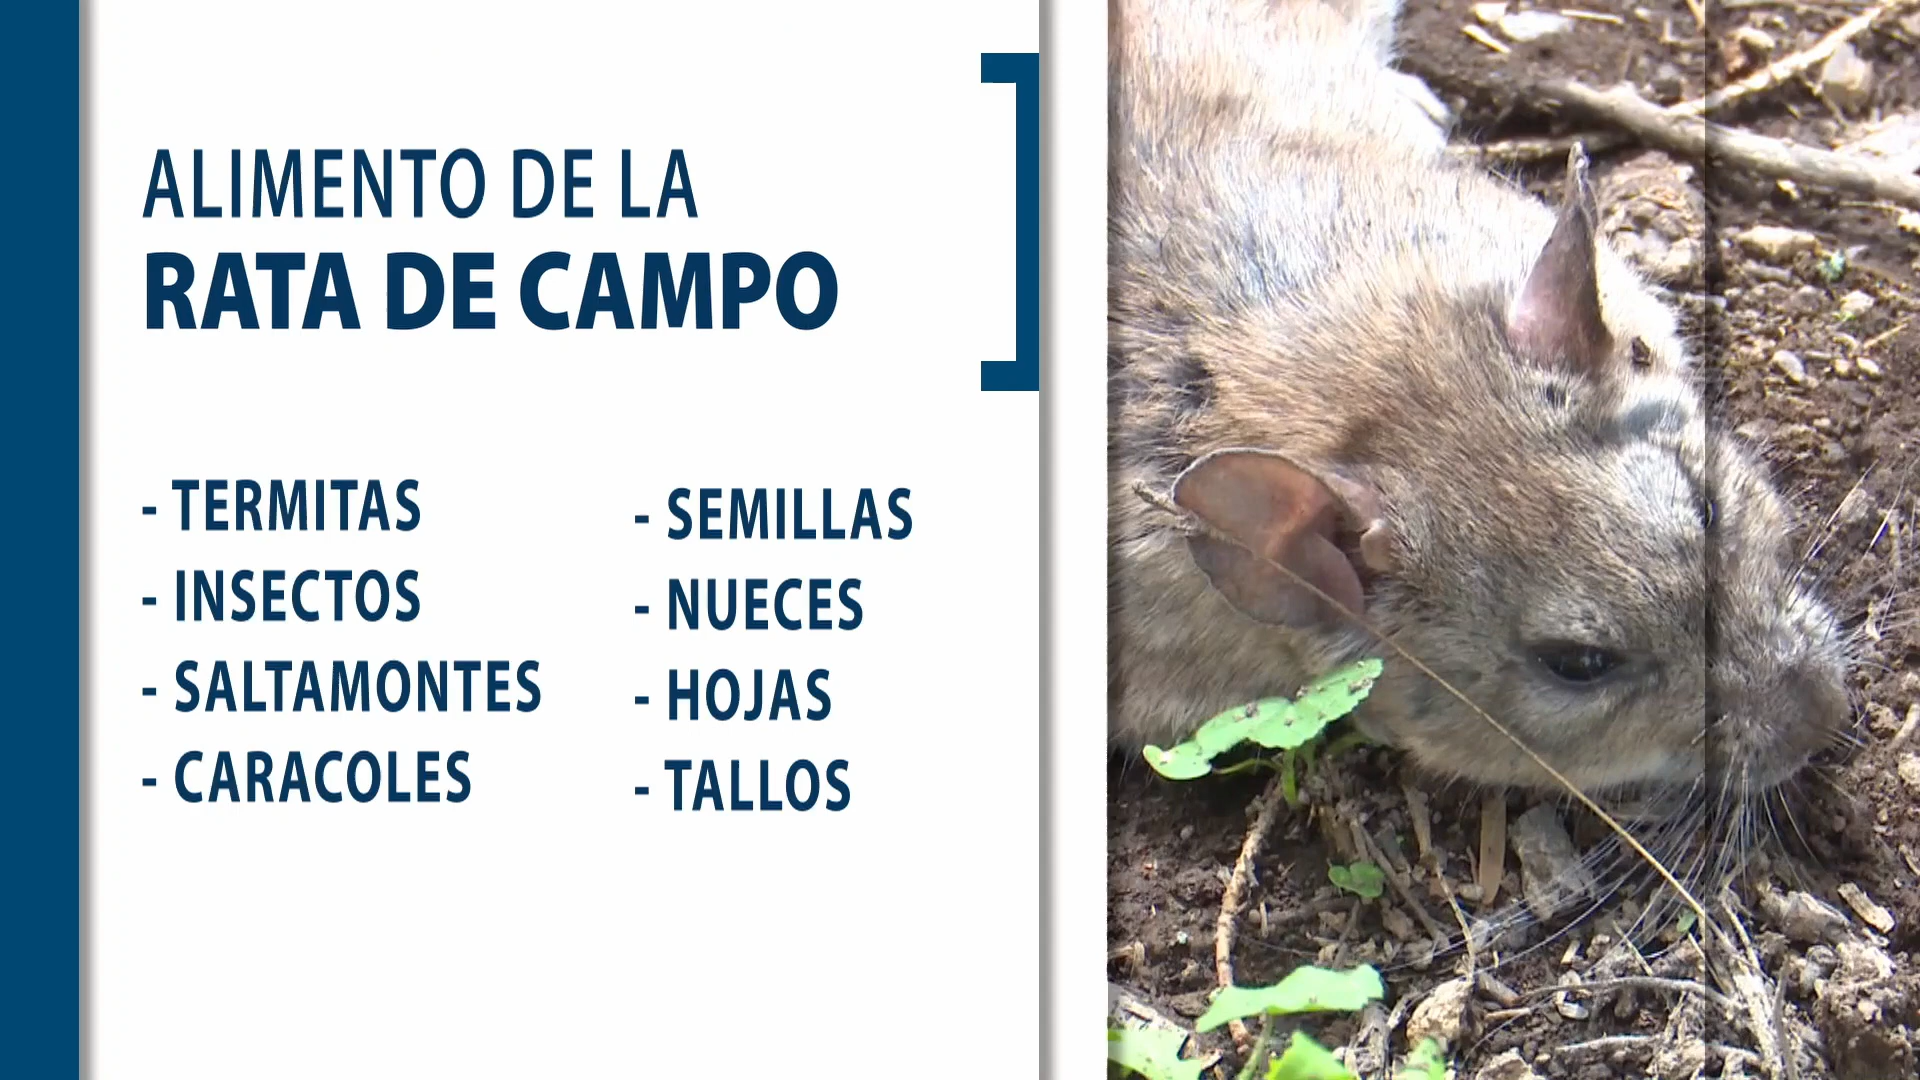 ALIMENTO DE LA
RATA DE CAMPO
- TERMITAS
- INSECTOS
- SALTAMONTES
- CARACOLES
- SEMILLAS
- NUECES
- HOJAS
- TALLOS